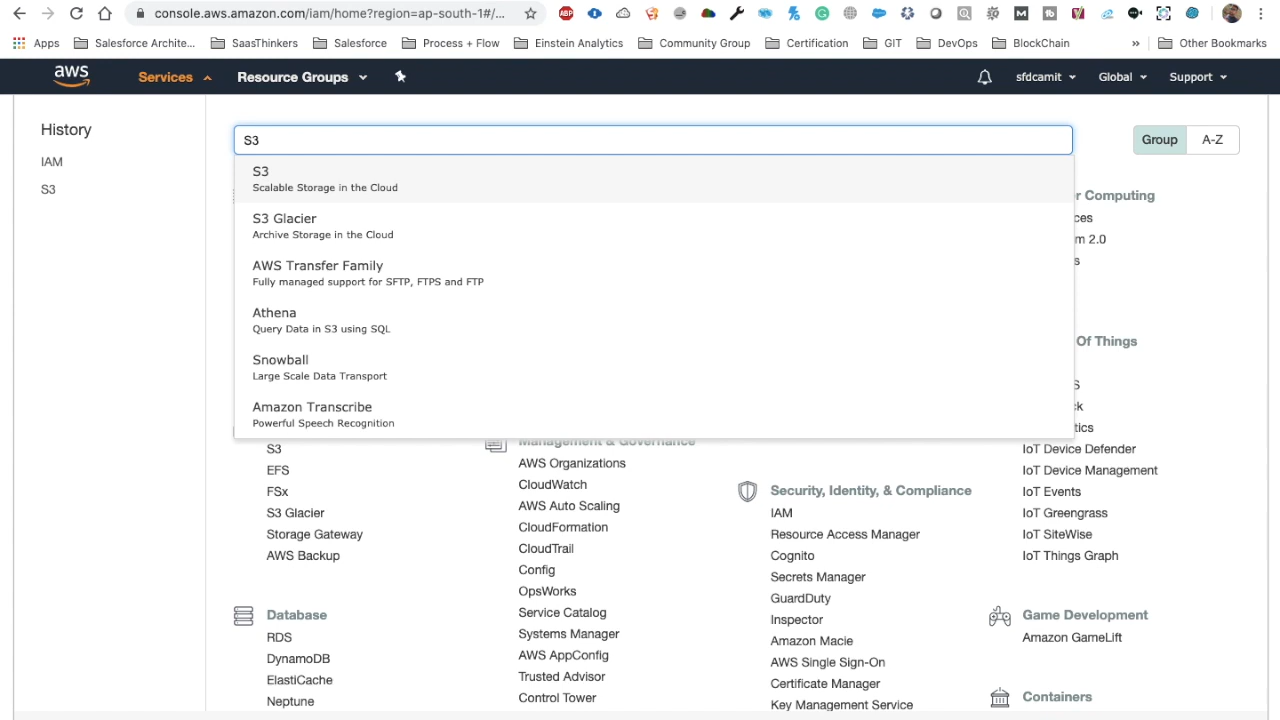 console.aws.amazon.com/iam/home?region=ap-south-1#/...
Apps Salesforce Archite... SaasThinkers Salesforce Process + Flow Einstein Analytics Community Group Certification GIT DevOps BlockChain » Other Bookmarks
aws Services Resource Groups sfdcamit Global Support
History
IAM
S3
S3
Group A-Z
S3
Scalable Storage in the Cloud
S3 Glacier
Archive Storage in the Cloud
AWS Transfer Family
Fully managed support for SFTP, FTPS and FTP
Athena
Query Data in S3 using SQL
Snowball
Large Scale Data Transport
Amazon Transcribe
Powerful Speech Recognition
S3
EFS
FSx
S3 Glacier
Storage Gateway
AWS Backup
Database
RDS
DynamoDB
ElastiCache
Neptune
Management & Governance
AWS Organizations
CloudWatch
AWS Auto Scaling
CloudFormation
CloudTrail
Config
OpsWorks
Service Catalog
Systems Manager
AWS AppConfig
Trusted Advisor
Control Tower
Security, Identity, & Compliance
IAM
Resource Access Manager
Cognito
Secrets Manager
GuardDuty
Inspector
Amazon Macie
AWS Single Sign-On
Certificate Manager
Key Management Service
r Computing
ces
m 2.0
s
Of Things
S
ck
tics
IoT Device Defender
IoT Device Management
IoT Events
IoT Greengrass
IoT SiteWise
IoT Things Graph
Game Development
Amazon GameLift
Containers